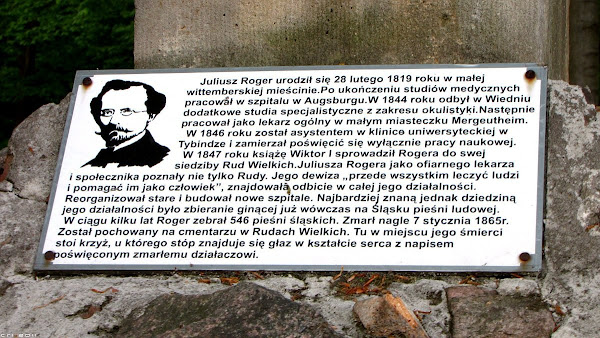 Juliusz Roger urodził się 28 lutego 1819 roku w małej
wittemberskiej mieścinie.Po ukończeniu studiów medycznych
pracował w szpitalu w Augsburgu.W 1844 roku odbył w Wiedniu
dodatkowe studia specjalistyczne z zakresu okulistyki.Następnie
pracował jako lekarz ogólny w małym miasteczku Mergeutheim.
W 1846 roku został asystentem w klinice uniwersyteckiej w
Tybindze i zamierzał poświęcić się wyłącznie pracy naukowej.
W 1847 roku książę Wiktor I sprowadził Rogera do swej
siedziby Rud Wielkich.Juliusza Rogera jako ofiarnego lekarza
i społecznika poznały nie tylko Rudy. Jego dewiza „przede wszystkim leczyć ludzi
i pomagać im jako człowiek”, znajdowała odbicie w całej jego działalności.
Reorganizował stare i budował nowe szpitale. Najbardziej znaną jednak dziedziną
jego działalności było zbieranie ginącej już wówczas na Śląsku pieśni ludowej.
W ciągu kilku lat Roger zebrał 546 pieśni śląskich. Zmarł nagle 7 stycznia 1865r.
Został pochowany na cmentarzu w Rudach Wielkich. Tu w miejscu jego śmierci
stoi krzyż, u którego stóp znajduje się głaz w kształcie serca z napisem
poświęconym zmarłemu działaczowi.